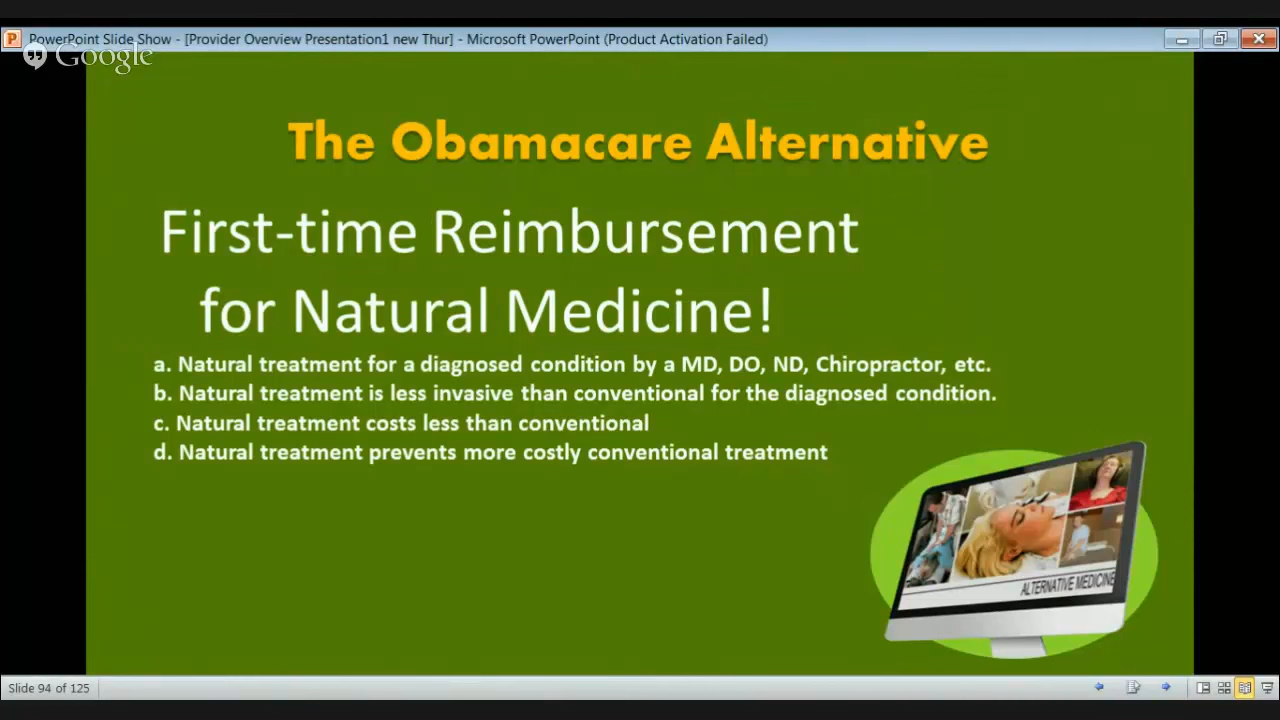 PowerPoint Slide Show - [Provider Overview Presentation1 new Thur] - Microsoft PowerPoint (Product Activation Failed)
Google
The Obamacare Alternative
First-time Reimbursement
for Natural Medicine!
a. Natural treatment for a diagnosed condition by a MD, DO, ND, Chiropractor, etc.
b. Natural treatment is less invasive than conventional for the diagnosed condition.
c. Natural treatment costs less than conventional
d. Natural treatment prevents more costly conventional treatment
ALTERNATIVE MEDICINE
Slide 94 of 125